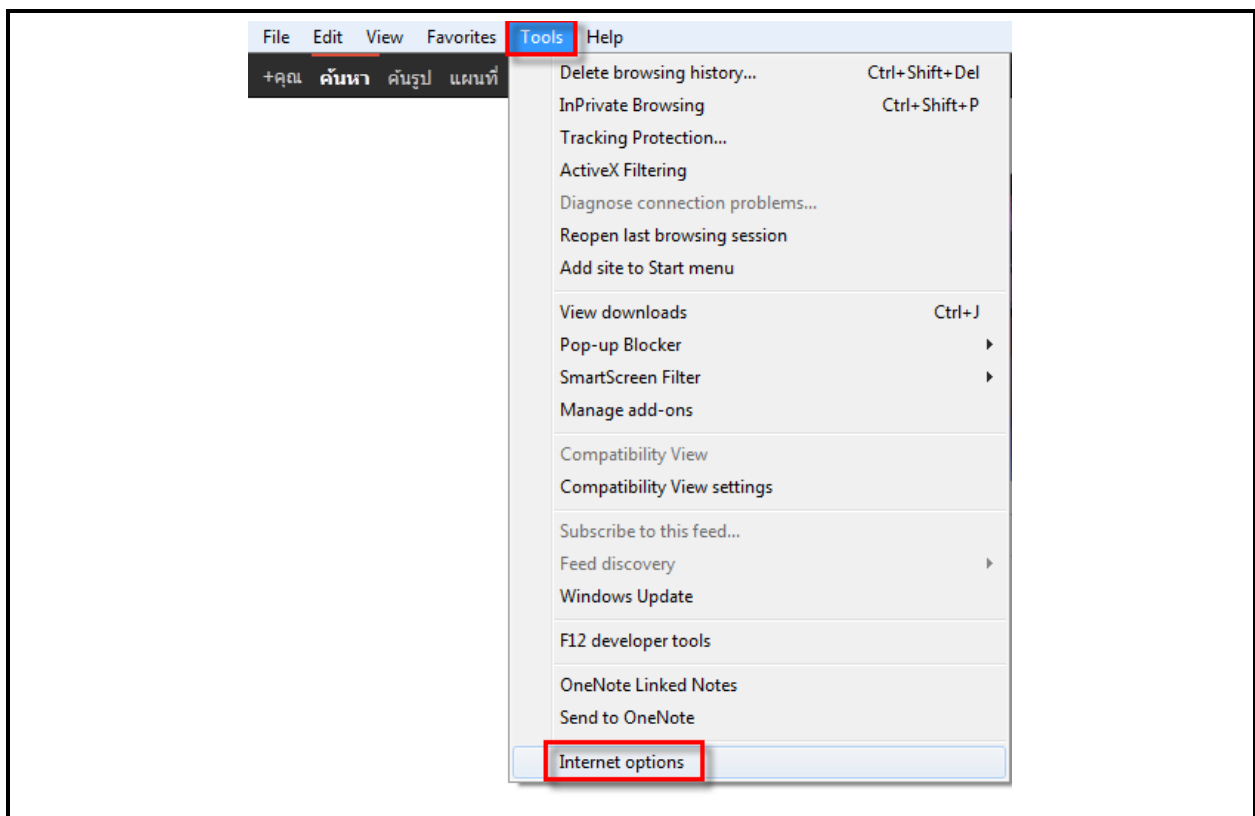 File Edit View Favorites Tools Help
+คุณ ค้นหา ค้นรูป แผนที่
Delete browsing history... Ctrl+Shift+Del
InPrivate Browsing Ctrl+Shift+P
Tracking Protection...
ActiveX Filtering
Diagnose connection problems...
Reopen last browsing session
Add site to Start menu
View downloads Ctrl+J
Pop-up Blocker
SmartScreen Filter
Manage add-ons
Compatibility View
Compatibility View settings
Subscribe to this feed...
Feed discovery
Windows Update
F12 developer tools
OneNote Linked Notes
Send to OneNote
Internet options